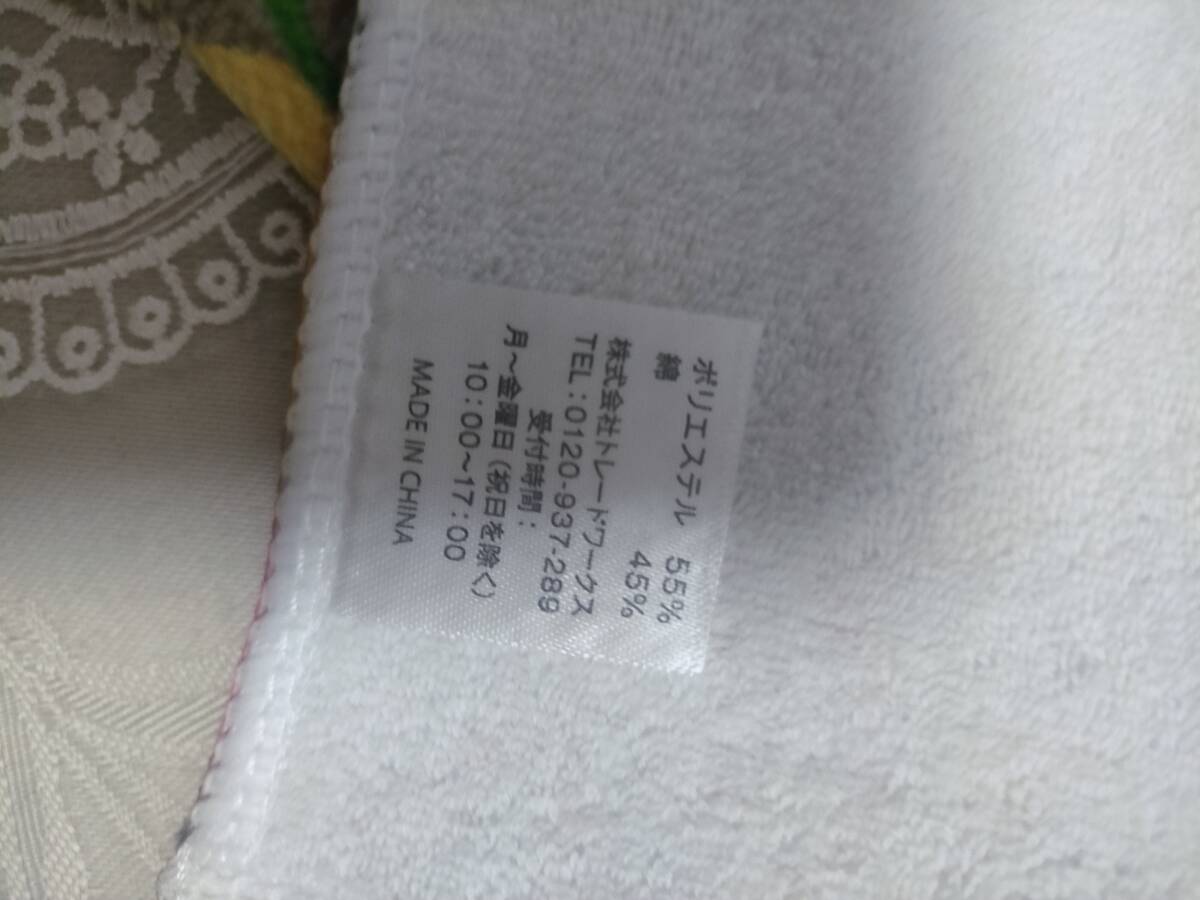 ポリエステル 55%
綿 45%
株式会社トレードワークス
TEL:0120-937-289
受付時間:
月～金曜日(祝日を除く)
10:00～17:00
MADE IN CHINA